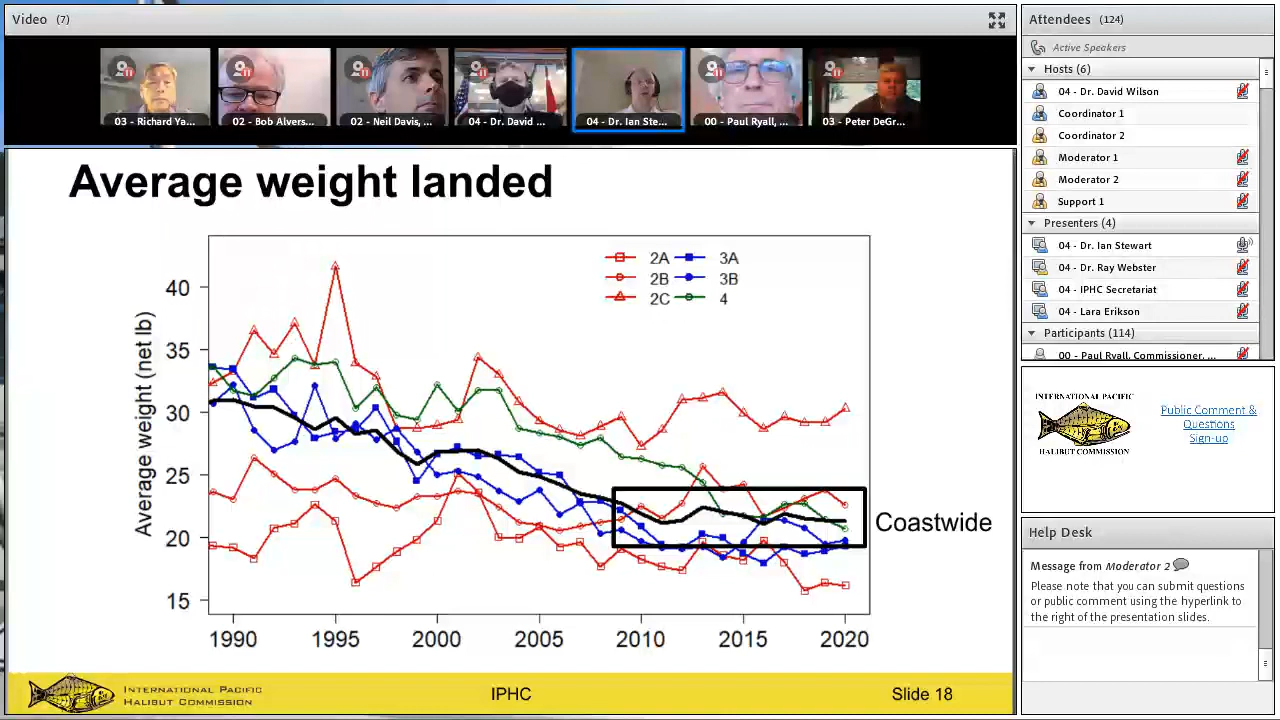 Video (7)
03 - Richard Ya...
02 - Bob Alvers...
02 - Neil Davis, ...
04 - Dr. David ...
04 - Dr. Ian Ste...
00 - Paul Ryall, ...
03 - Peter DeGr...
Average weight landed
Average weight (net lb)
40
35
30
25
20
15
1990
1995
2000
2005
2010
2015
2020
2A
2B
2C
3A
3B
4
Coastwide
INTERNATIONAL PACIFIC
HALIBUT COMMISSION
IPHC
Slide 18
Attendees (124)
Active Speakers
Hosts (6)
04 - Dr. David Wilson
Coordinator 1
Coordinator 2
Moderator 1
Moderator 2
Support 1
Presenters (4)
04 - Dr. Ian Stewart
04 - Dr. Ray Webster
04 - IPHC Secretariat
04 - Lara Erikson
Participants (114)
00 - Paul Ryall, Commissioner, ...
INTERNATIONAL PACIFIC
HALIBUT COMMISSION
Public Comment &
Questions
Sign-up
Help Desk
Message from Moderator 2
Please note that you can submit questions
or public comment using the hyperlink to
the right of the presentation slides.